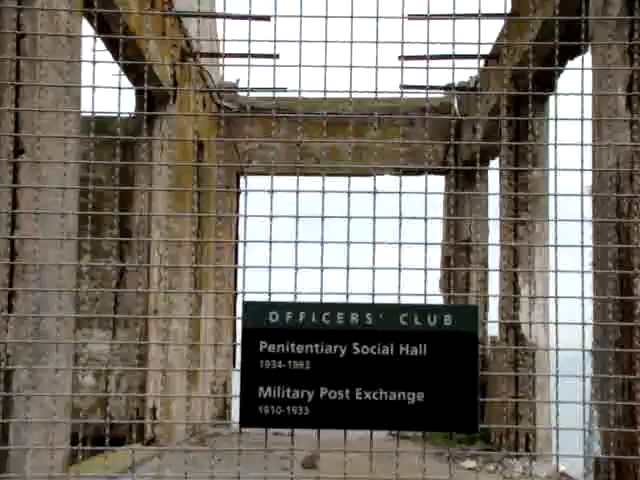 OFFICERS' CLUB
Penitentiary Social Hall
1934-1963
Military Post Exchange
1910-1933